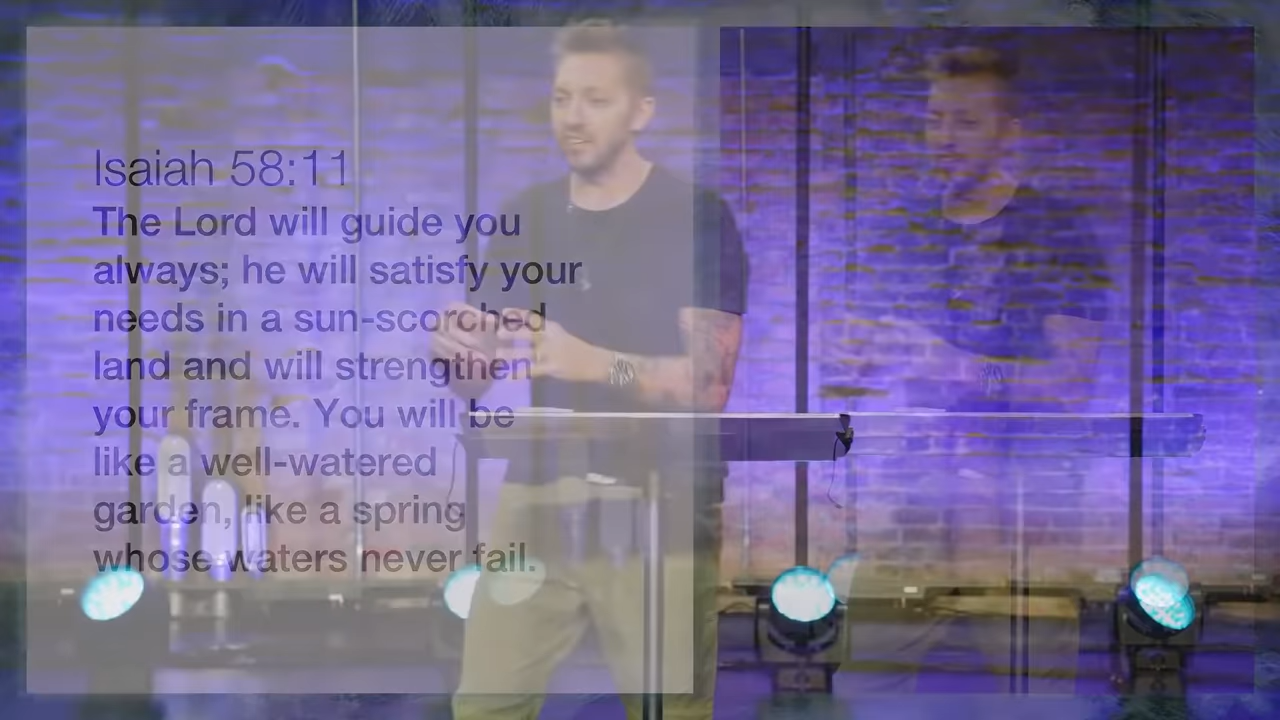 Isaiah 58:11
The Lord will guide you
always; he will satisfy your
needs in a sun-scorched
land and will strengthen
your frame. You will be
like a well-watered
garden, like a spring
whose waters never fail.